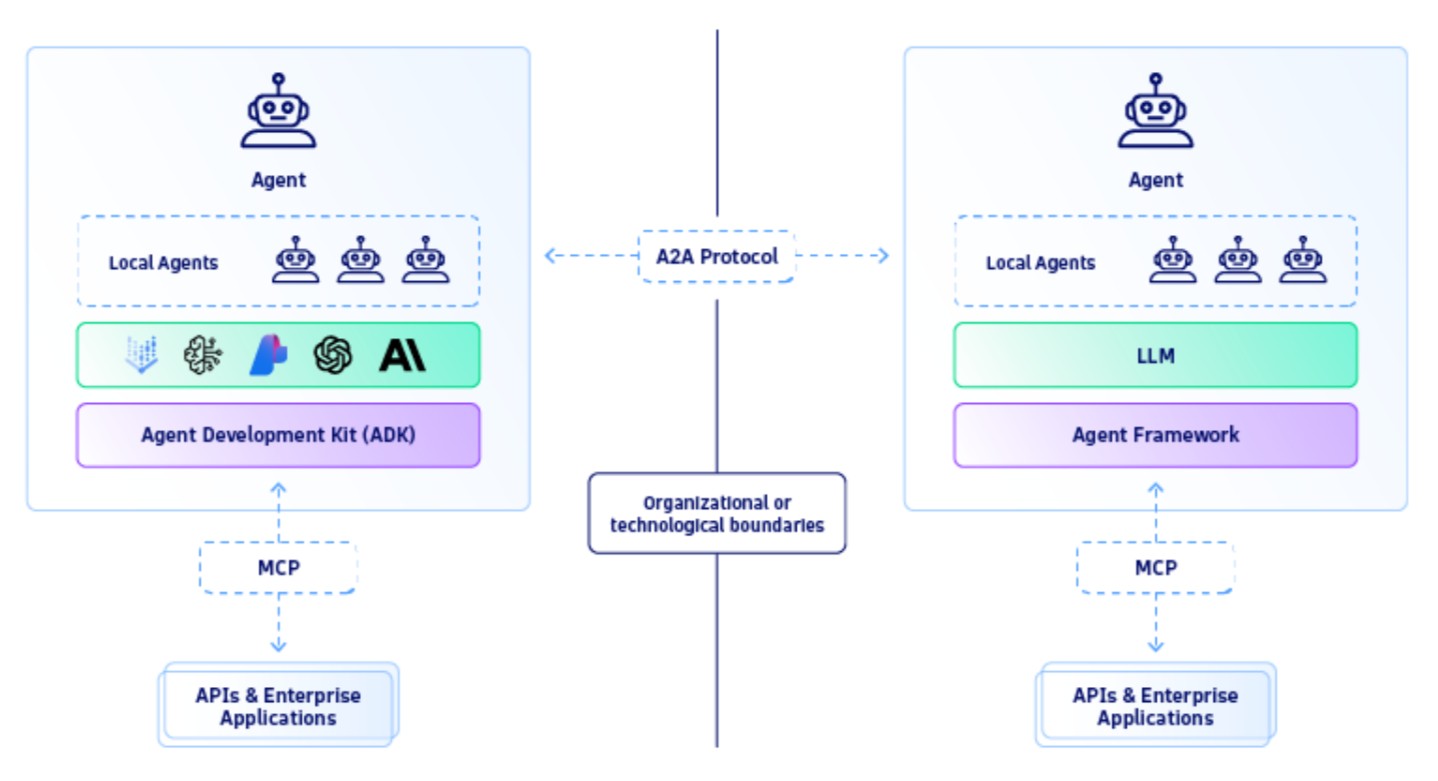 Agent
Local Agents
AI
Agent Development Kit (ADK)
MCP
APIs & Enterprise
Applications
A2A Protocol
Organizational or
technological boundaries
Agent
Local Agents
LLM
Agent Framework
MCP
APIs & Enterprise
Applications